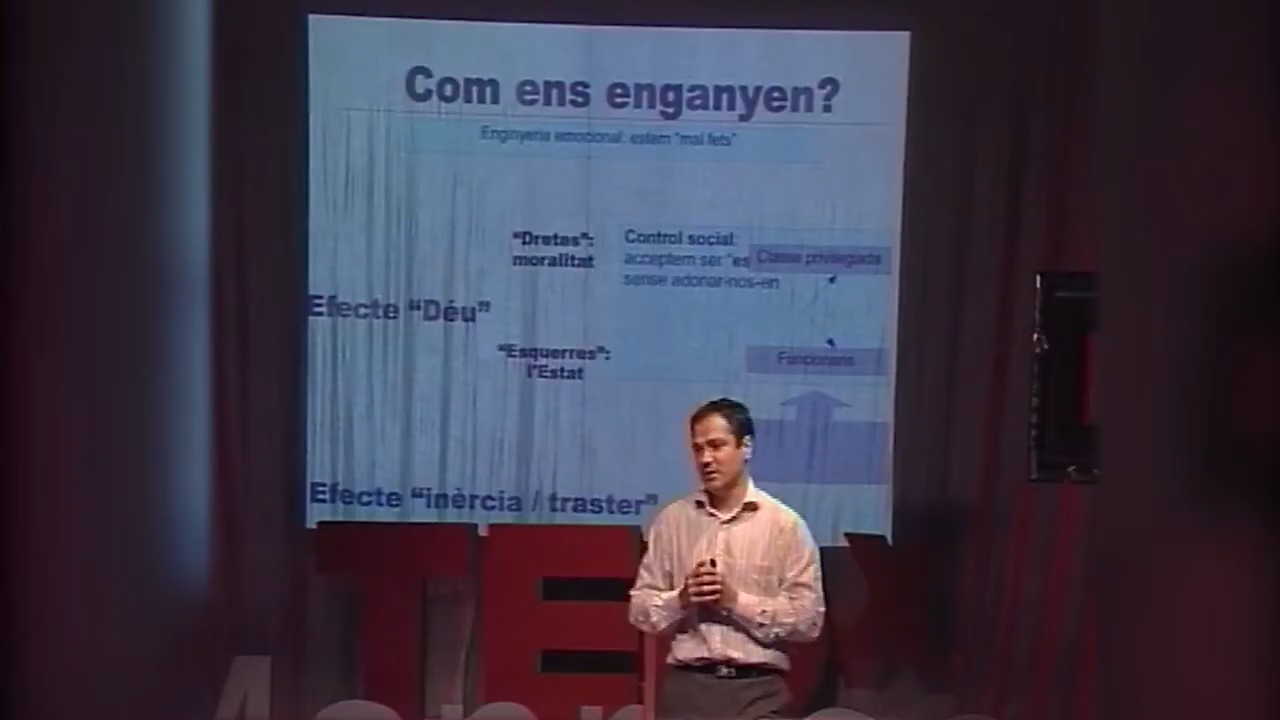 Com ens enganyen?
Enginyeria emocional: estem "mal fets"
"Dretes":
moralitat
Control social:
acceptem ser "es
sense adonar-nos-en
Classe privilegiada
Efecte "Déu"
"Esquerres":
l'Estat
Funcionaris
Efecte "inèrcia / traster"
TEDx